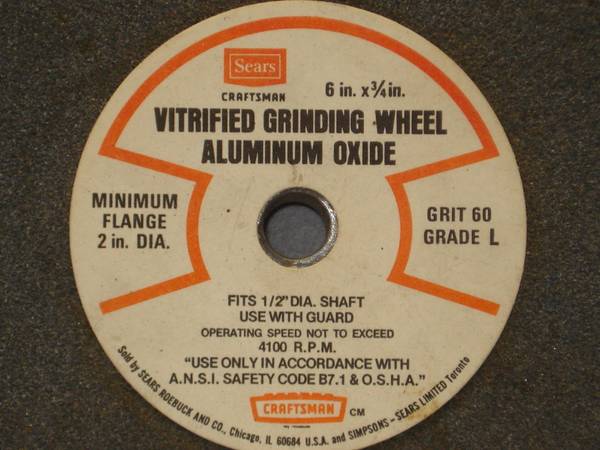 Sears
CRAFTSMAN
6 in. x 3/4 in.
VITRIFIED GRINDING WHEEL
ALUMINUM OXIDE
MINIMUM
FLANGE
2 in. DIA.
GRIT 60
GRADE L
FITS 1/2" DIA. SHAFT
USE WITH GUARD
OPERATING SPEED NOT TO EXCEED
4100 R.P.M.
"USE ONLY IN ACCORDANCE WITH
A.N.S.I. SAFETY CODE B7.1 & O.S.H.A."
CRAFTSMAN CM
Sold by SEARS ROEBUCK AND CO., Chicago, IL 60684 U.S.A. and SIMPSONS - SEARS LIMITED Toronto